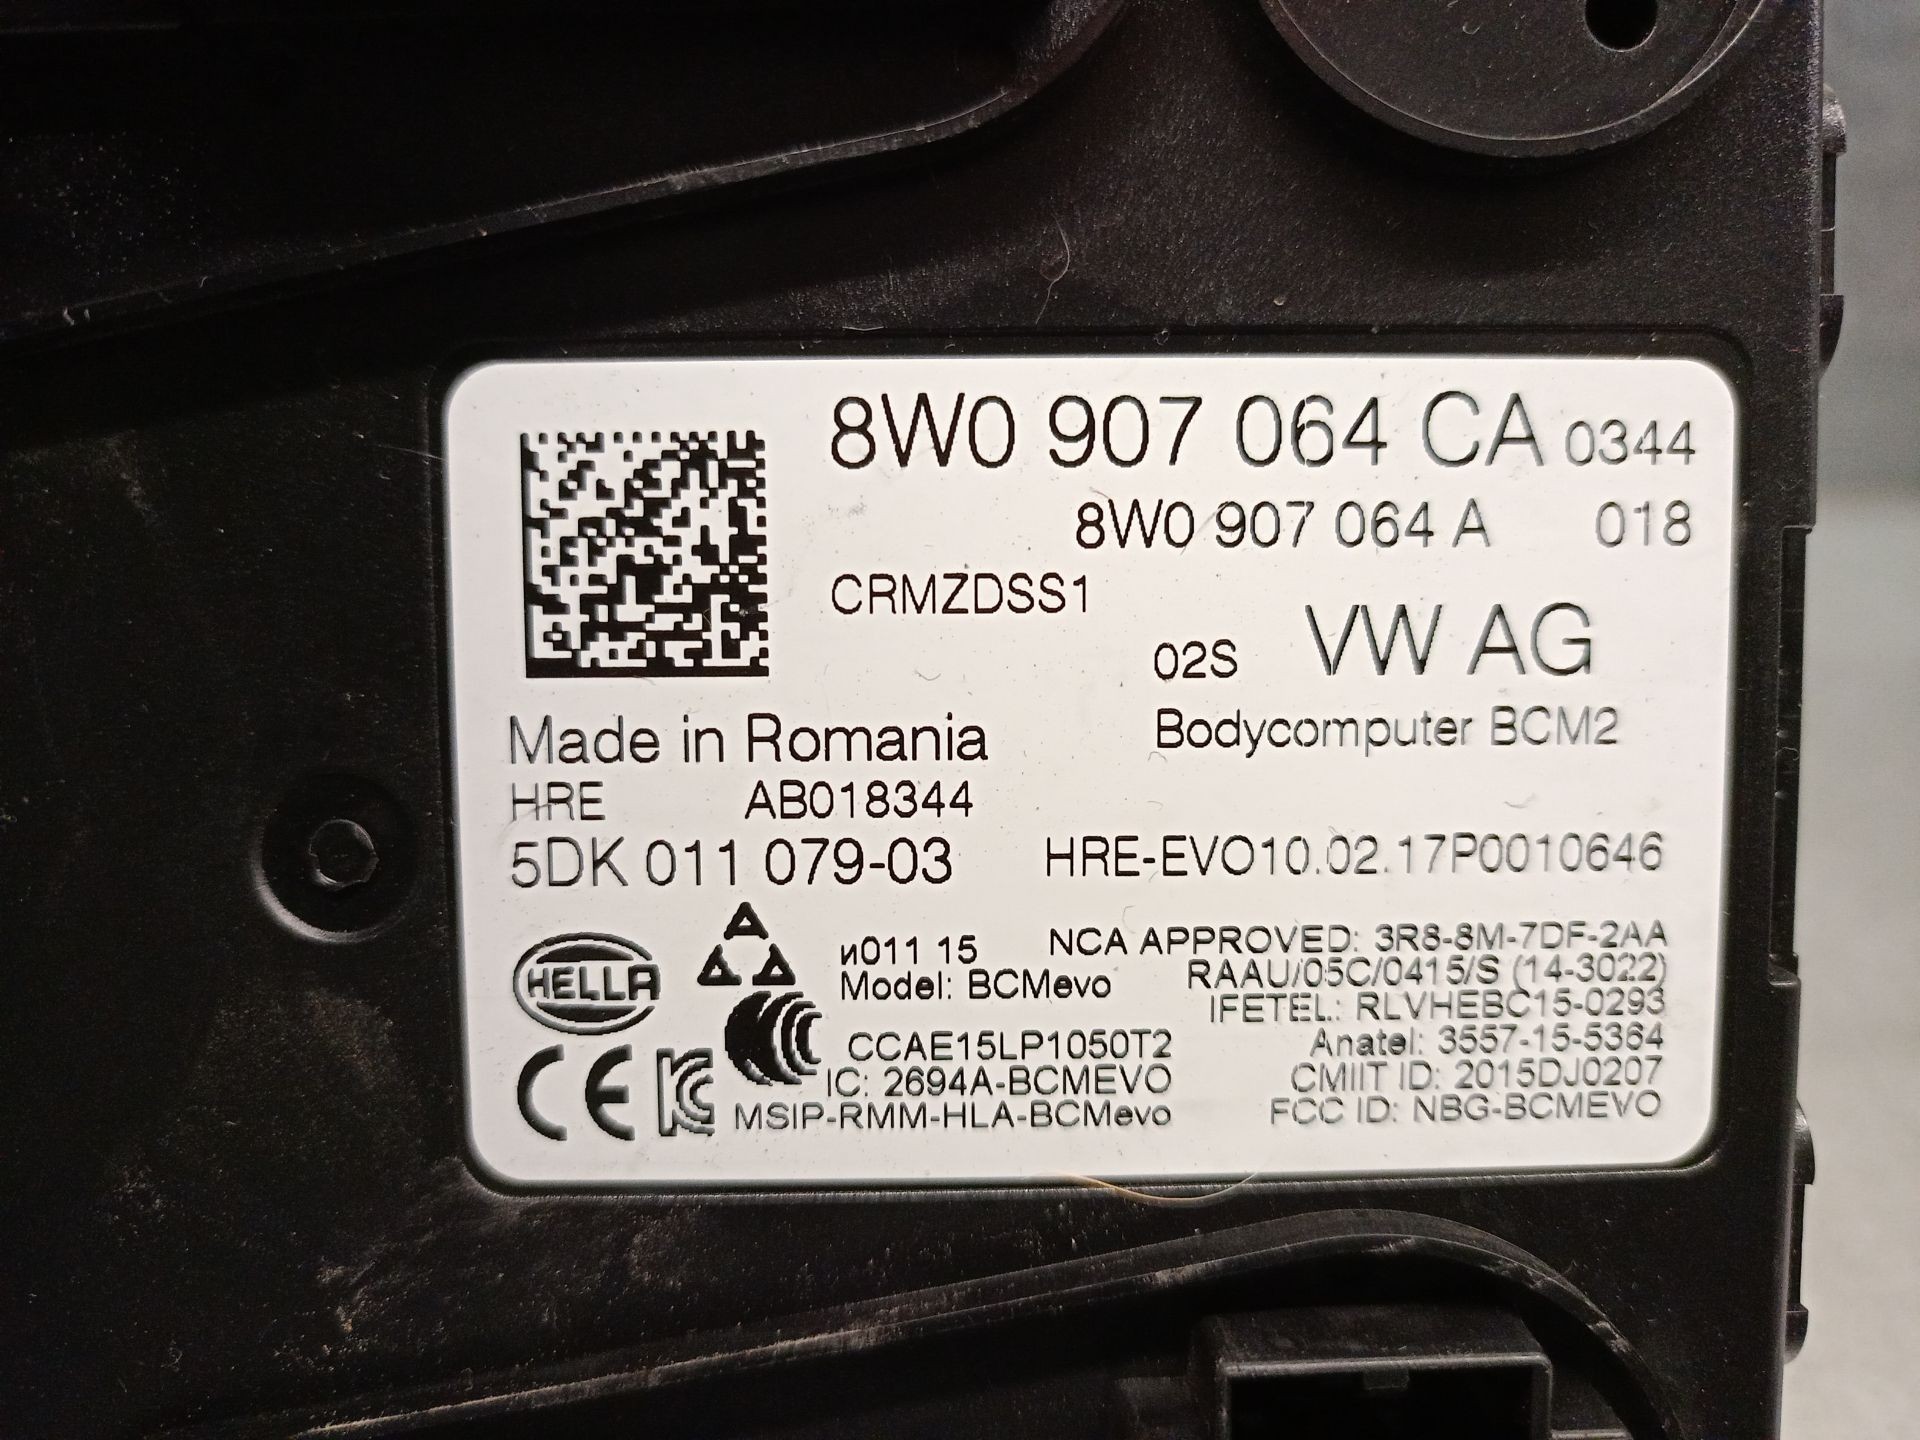 8W0 907 064 CA 0344
8W0 907 064 A 018
CRMZDSS1
02S VW AG
Made in Romania
Bodycomputer BCM2
HRE AB018344
5DK 011 079-03 HRE-EVO10.02.17P0010646
HELLA
и011 15
Model: BCMevo
NCA APPROVED: 3R8-8M-7DF-2AA
RAAU/05C/0415/S (14-3022)
IFETEL: RLVHEBC15-0293
CCAE15LP1050T2
Anatel: 3557-15-5364
IC: 2694A-BCMEVO
CMIIT ID: 2015DJ0207
MSIP-RMM-HLA-BCMevo
FCC ID: NBG-BCMEVO
CE